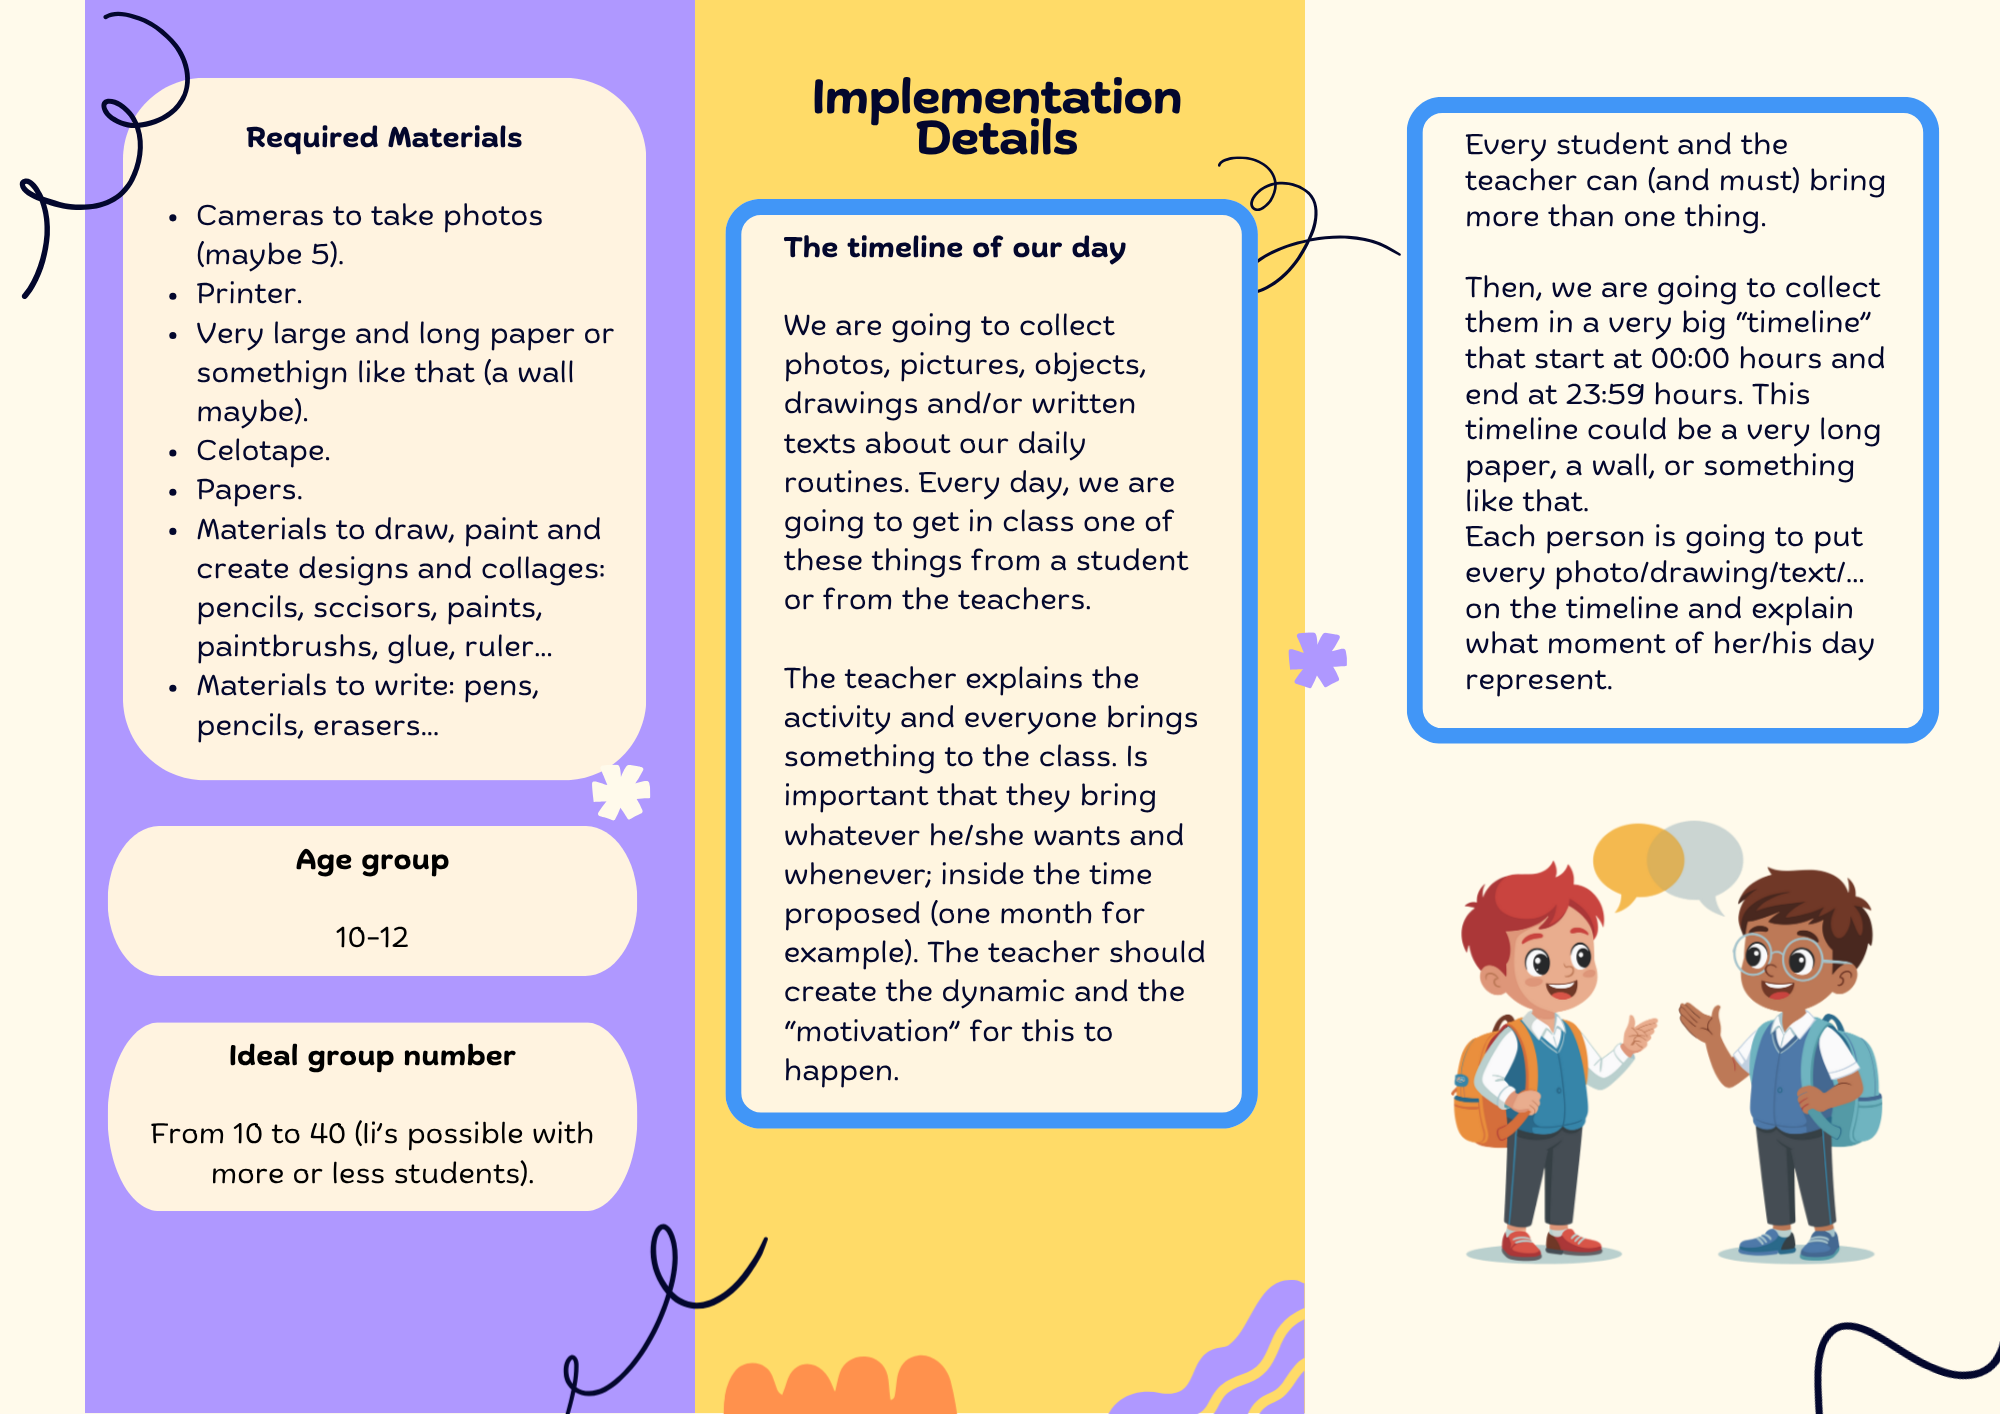 Required Materials
• Cameras to take photos
(maybe 5).
• Printer.
• Very large and long paper or
somethign like that (a wall
maybe).
• Celotape.
• Papers.
• Materials to draw, paint and
create designs and collages:
pencils, sccisors, paints,
paintbrushs, glue, ruler...
• Materials to write: pens,
pencils, erasers...
Age group
10-12
Ideal group number
From 10 to 40 (Ii's possible with
more or less students).
Implementation
Details
The timeline of our day
We are going to collect
photos, pictures, objects,
drawings and/or written
texts about our daily
routines. Every day, we are
going to get in class one of
these things from a student
or from the teachers.
The teacher explains the
activity and everyone brings
something to the class. Is
important that they bring
whatever he/she wants and
whenever; inside the time
proposed (one month for
example). The teacher should
create the dynamic and the
"motivation" for this to
happen.
Every student and the
teacher can (and must) bring
more than one thing.
Then, we are going to collect
them in a very big "timeline"
that start at 00:00 hours and
end at 23:59 hours. This
timeline could be a very long
paper, a wall, or something
like that.
Each person is going to put
every photo/drawing/text/...
on the timeline and explain
what moment of her/his day
represent.